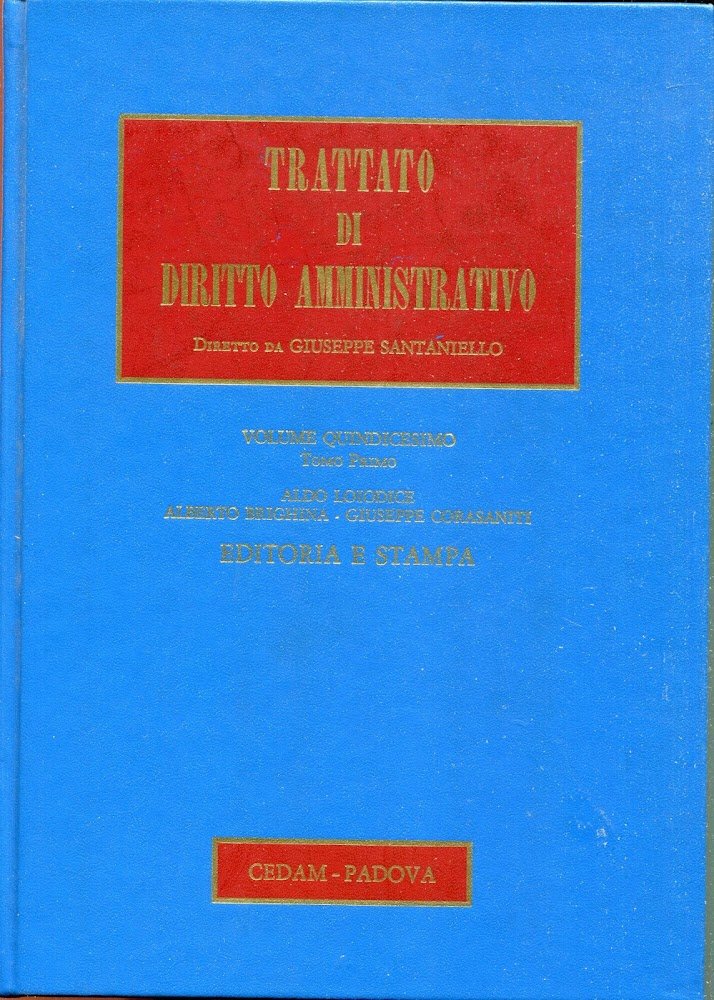 TRATTATO
DI
DIRITTO AMMINISTRATIVO
DIRETTO DA GIUSEPPE SANTANIELLO
VOLUME QUINDICESIMO
TOMO PRIMO
ALDO LOIODICE
ALBERTO BRIGHINA - GIUSEPPE CORASANITI
EDITORIA E STAMPA
CEDAM - PADOVA